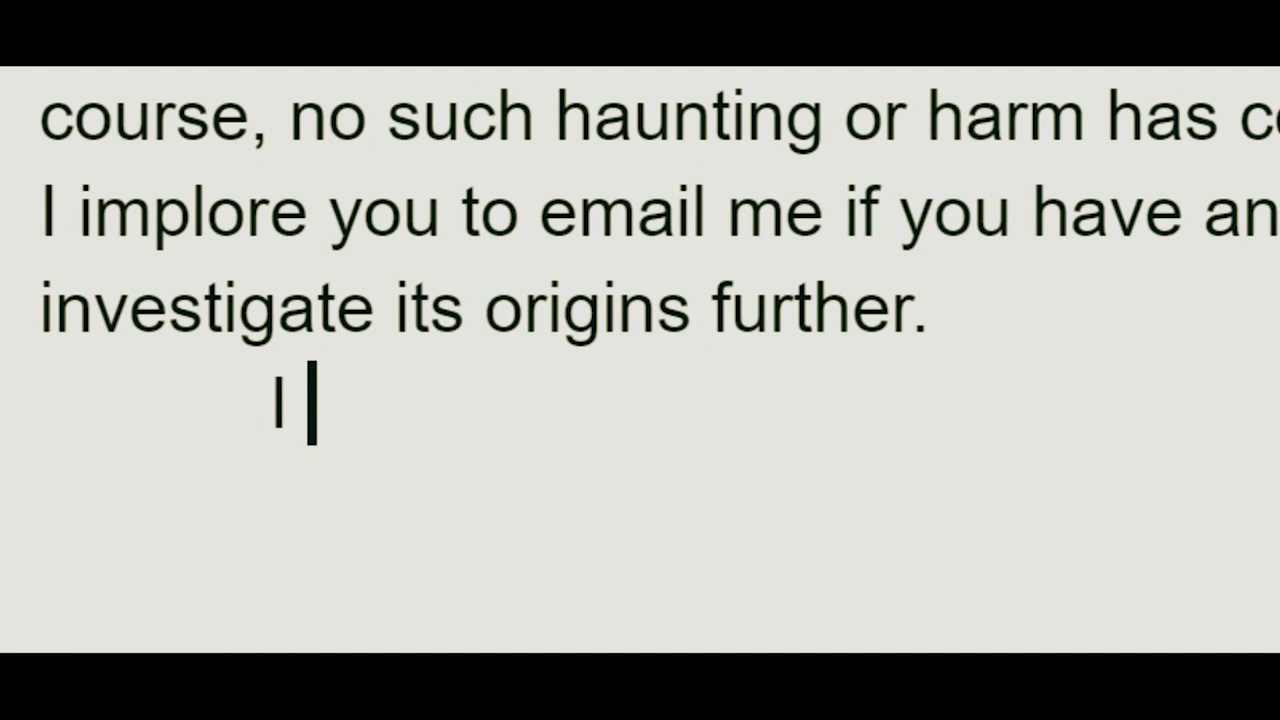 course, no such haunting or harm has
I implore you to email me if you have
investigate its origins further.
I